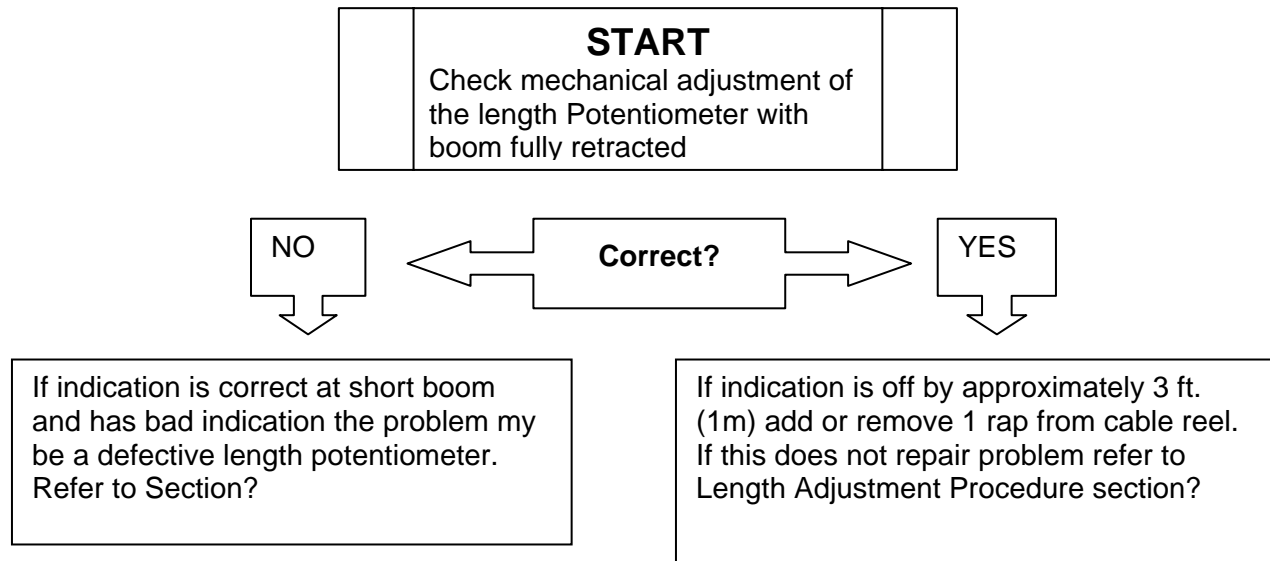 START
Check mechanical adjustment of
the length Potentiometer with
boom fully retracted
NO
Correct?
YES
If indication is correct at short boom
and has bad indication the problem my
be a defective length potentiometer.
Refer to Section?
If indication is off by approximately 3 ft.
(1m) add or remove 1 rap from cable reel.
If this does not repair problem refer to
Length Adjustment Procedure section?